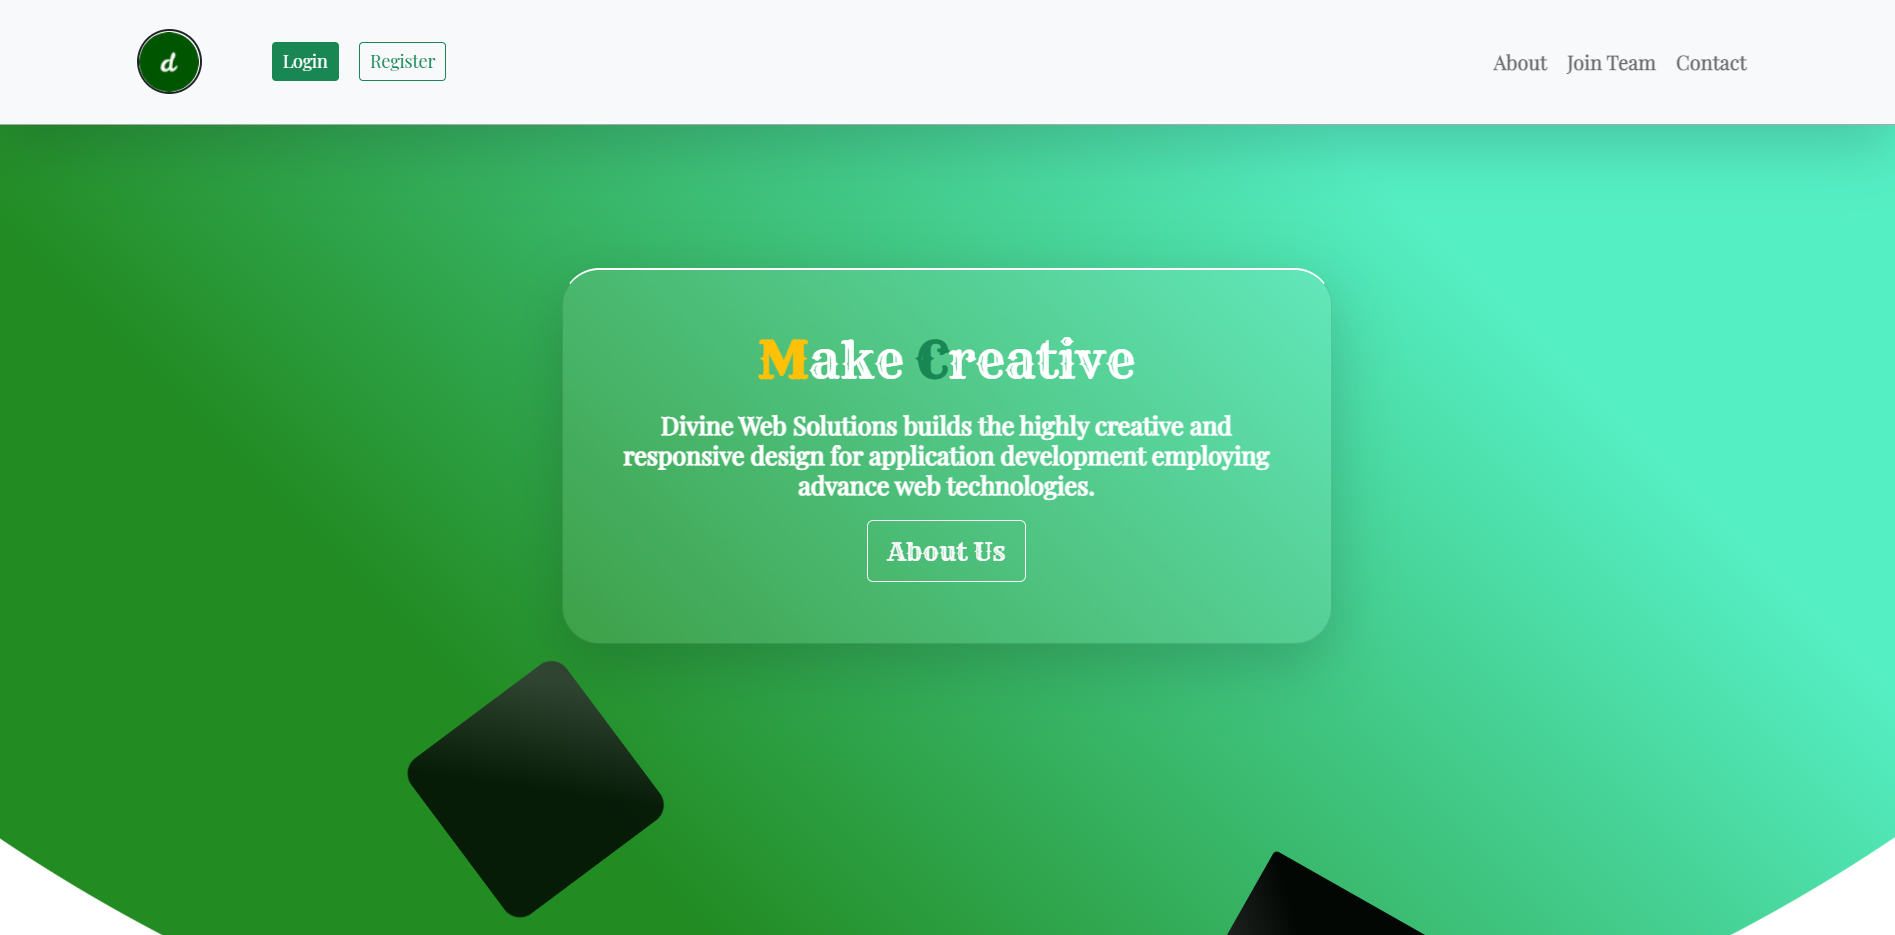 d
Login Register
About Join Team Contact
Make Creative
Divine Web Solutions builds the highly creative and
responsive design for application development employing
advance web technologies.
About Us